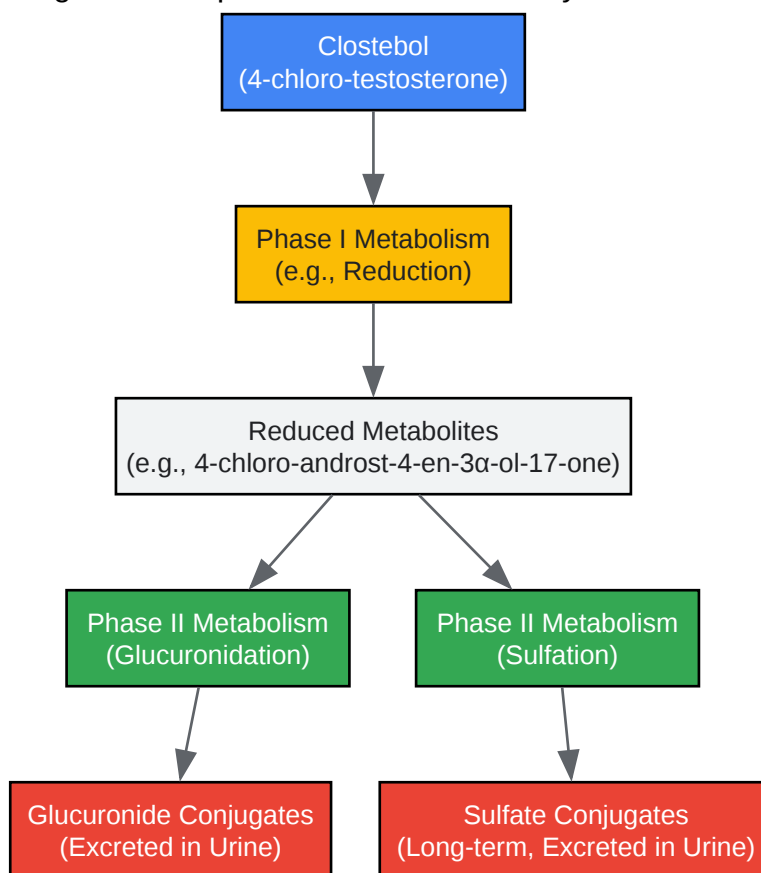 Clostebol
(4-chloro-testosterone)
Phase I Metabolism
(e.g., Reduction)
Reduced Metabolites
(e.g., 4-chloro-androst-4-en-3α-ol-17-one)
Phase II Metabolism
(Glucuronidation)
Phase II Metabolism
(Sulfation)
Glucuronide Conjugates
(Excreted in Urine)
Sulfate Conjugates
(Long-term, Excreted in Urine)